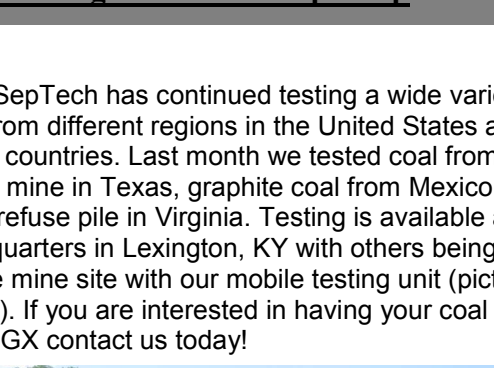 SepTech has continued testing a wide vari
rom different regions in the United States a
countries. Last month we tested coal from
mine in Texas, graphite coal from Mexico
refuse pile in Virginia. Testing is available
quarters in Lexington, KY with others being
mine site with our mobile testing unit (pict
). If you are interested in having your coal
GX contact us today!